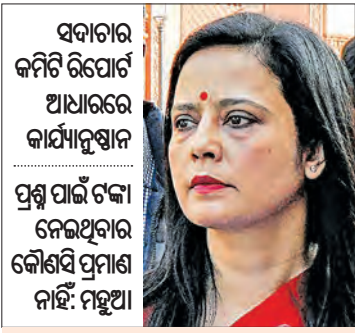 ସଦାଚାର
କମିଟି ରିପୋର୍ଟ
ଆଧାରରେ
କାର୍ଯ୍ୟାନୁଷ୍ଠାନ
ପ୍ରଶ୍ନ ପାଇଁ ଟଙ୍କା
ନେଇଥିବାର
କୌଣସି ପ୍ରମାଣ
ନାହିଁ: ମହୁଆ